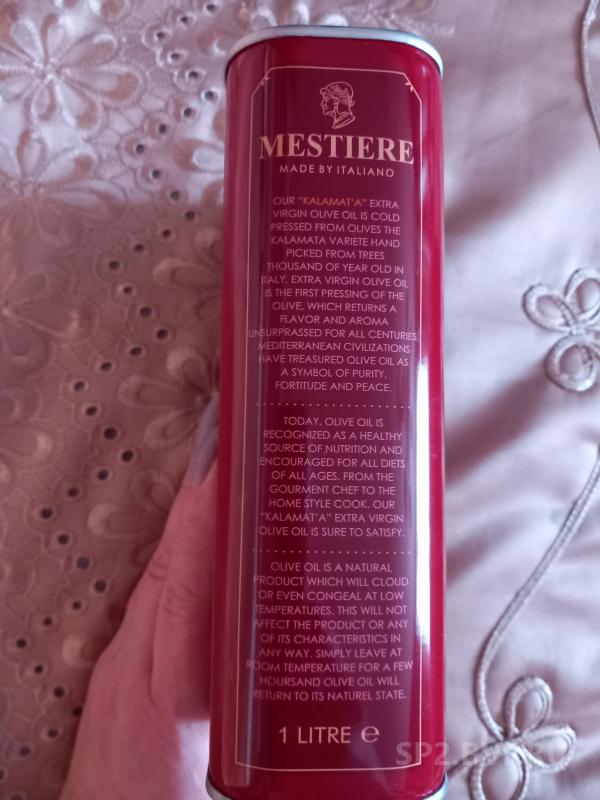 MESTIERE
MADE BY ITALIANO
OUR "KALAMAT'A" EXTRA
VIRGIN OLIVE OIL IS COLD
PRESSED FROM OLIVES THE
KALAMATA VARIETE HAND
PICKED FROM TREES
THOUSAND OF YEAR OLD IN
ITALY. EXTRA VIRGIN OLIVE OIL
IS THE FIRST PRESSING OF THE
OLIVE, WHICH RETURNS A
FLAVOR AND AROMA
UNSURPRASSED FOR ALL CENTURIES.
MEDITERRANEAN CIVILIZATIONS
HAVE TREASURED OLIVE OIL AS
A SYMBOL OF PURITY,
FORTITUDE AND PEACE.
TODAY, OLIVE OIL IS
RECOGNIZED AS A HEALTHY
SOURCE OF NUTRITION AND
ENCOURAGED FOR ALL DIETS
OF ALL AGES. FROM THE
GOURMENT CHEF TO THE
HOME STYLE COOK. OUR
"KALAMAT'A" EXTRA VIRGIN
OLIVE OIL IS SURE TO SATISFY.
OLIVE OIL IS A NATURAL
PRODUCT WHICH WILL CLOUD
OR EVEN CONGEAL AT LOW
TEMPERATURES. THIS WILL NOT
AFFECT THE PRODUCT OR ANY
OF ITS CHARACTERISTICS IN
ANY WAY. SIMPLY LEAVE AT
ROOM TEMPERATURE FOR A FEW
HOURSAND OLIVE OIL WILL
RETURN TO ITS NATUREL STATE.
1 LITRE ℮